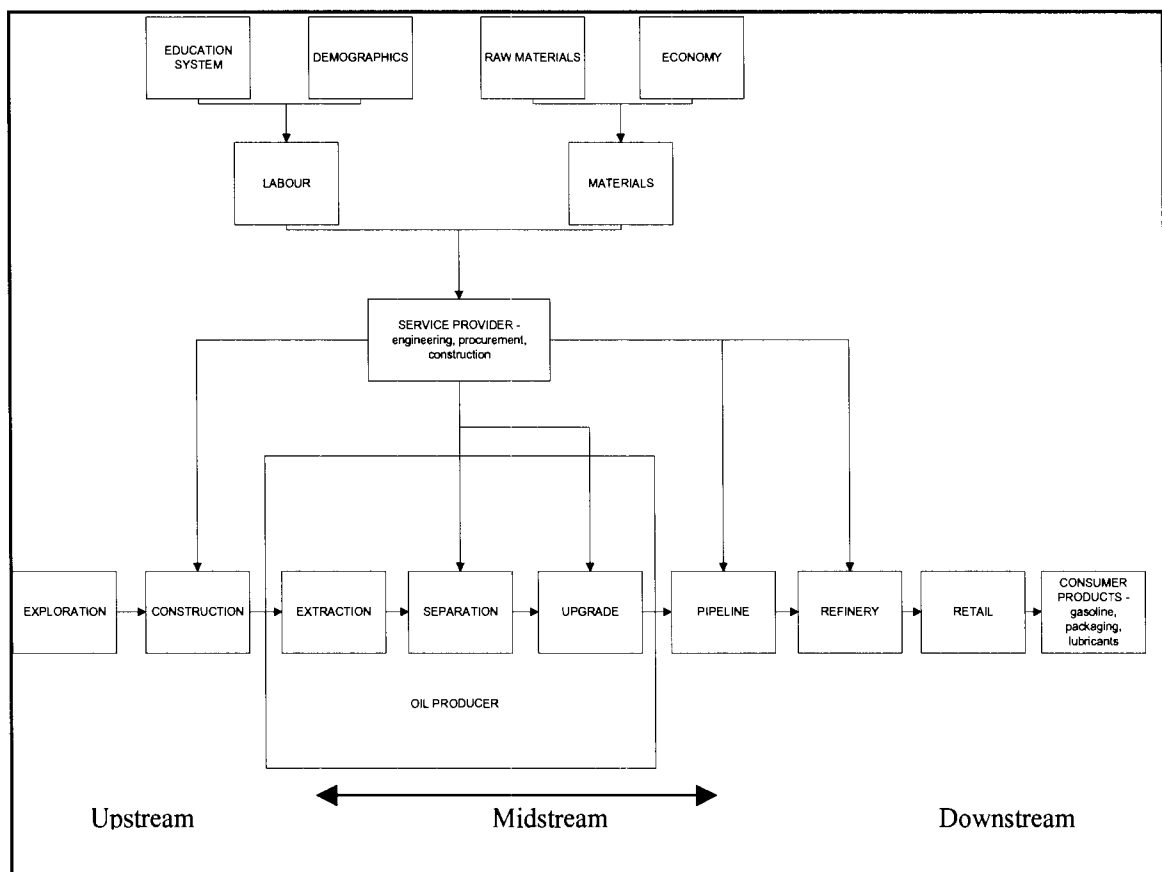 EDUCATION
SYSTEM
DEMOGRAPHICS
RAW MATERIALS
ECONOMY
LABOUR
MATERIALS
SERVICE PROVIDER -
engineering, procurement,
construction
EXPLORATION
CONSTRUCTION
EXTRACTION
SEPARATION
UPGRADE
PIPELINE
REFINERY
RETAIL
CONSUMER
PRODUCTS -
gasoline,
packaging,
lubricants
OIL PRODUCER
Upstream
Midstream
Downstream